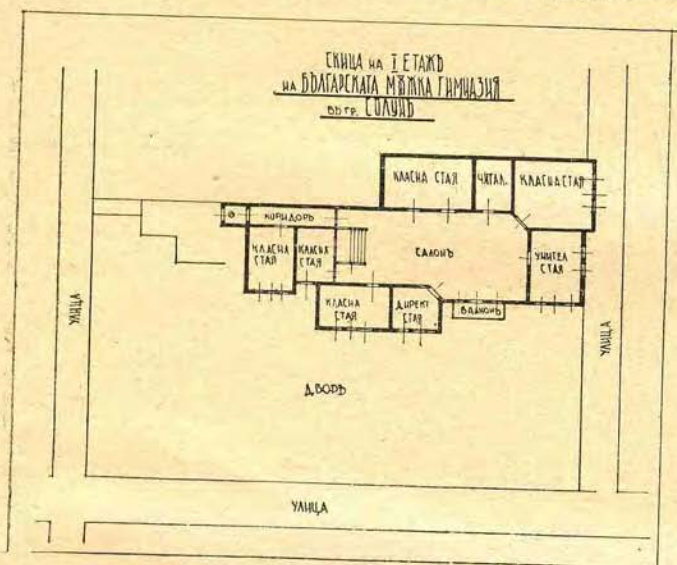 СКИЦА НА I ЕТАЖЪ
НА БЪЛГАРСКАТА МѪЖКА ГИМНАЗИЯ
ВЪ ГР. СОЛУНЪ
КЛАСНА СТАЯ
ЧИТАЛ.
КЛАСНА СТАЯ
КОРИДОРЪ
КЛАСНА
СТАЯ
КЛАСНА
СТАЯ
САЛОНЪ
УЧИТЕЛ
СТАЯ
КЛАСНА
СТАЯ
ДИРЕКТ
СТАЯ
БАЛКОНЪ
УЛИЦА
УЛИЦА
ДВОРЪ
УЛИЦА